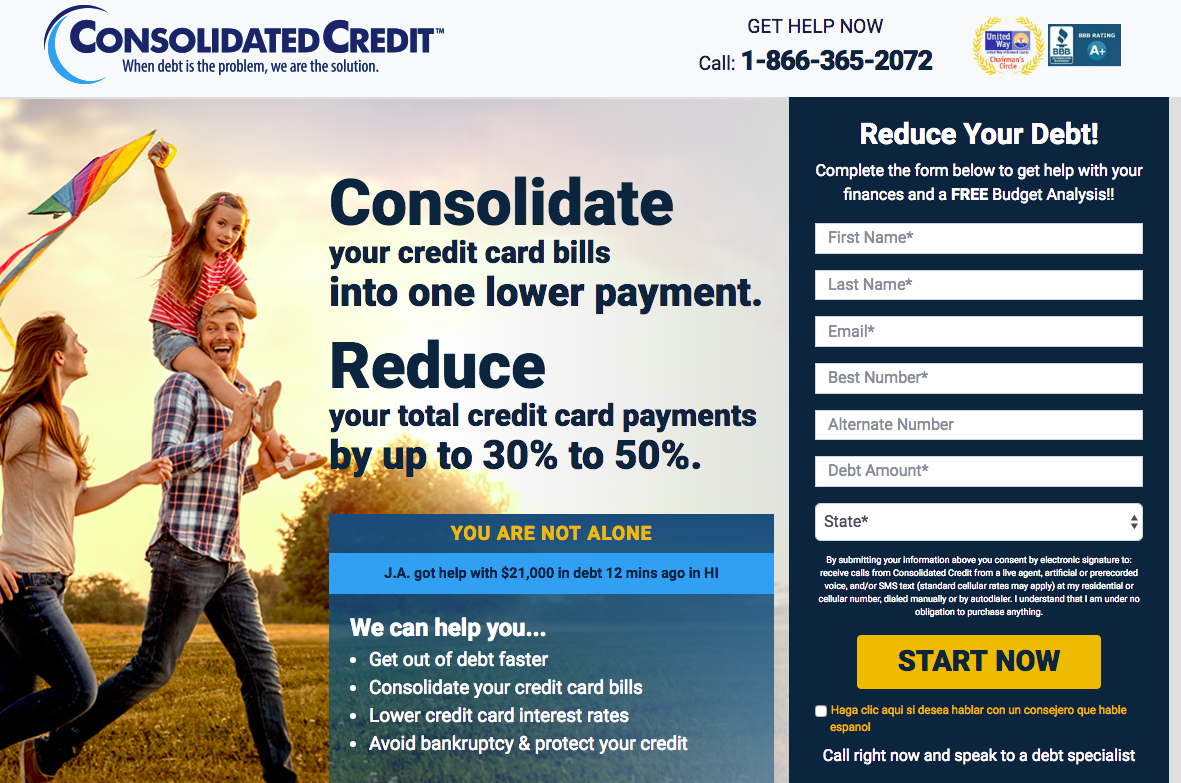 CONSOLIDATED CREDIT™
When debt is the problem, we are the solution.
GET HELP NOW
Call: 1-866-365-2072
United
Way
United Way of Broward County
Chairman's
Circle
BBB
ACCREDITED
BUSINESS
BBB RATING
A+
Consolidate
your credit card bills
into one lower payment.
Reduce
your total credit card payments
by up to 30% to 50%.
YOU ARE NOT ALONE
J.A. got help with $21,000 in debt 12 mins ago in HI
We can help you...
• Get out of debt faster
• Consolidate your credit card bills
• Lower credit card interest rates
• Avoid bankruptcy & protect your credit
Reduce Your Debt!
Complete the form below to get help with your
finances and a FREE Budget Analysis!!
First Name*
Last Name*
Email*
Best Number*
Alternate Number
Debt Amount*
State*
By submitting your information above you consent by electronic signature to:
receive calls from Consolidated Credit from a live agent, artificial or prerecorded
voice, and/or SMS text (standard cellular rates may apply) at my residential or
cellular number, dialed manually or by autodialer. I understand that I am under no
obligation to purchase anything.
START NOW
Haga clic aqui si desea hablar con un consejero que hable
espanol
Call right now and speak to a debt specialist